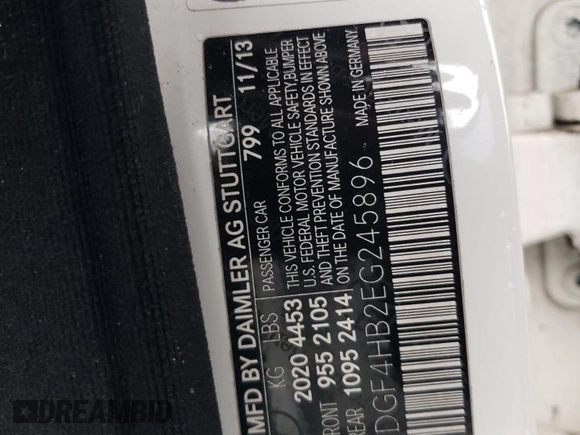 MFD BY DAIMLER AG STUTTGART
799 11/13
KG LBS PASSENGER CAR
2020 4453 THIS VEHICLE CONFORMS TO ALL APPLICABLE
U.S. FEDERAL MOTOR VEHICLE SAFETY, BUMPER
FRONT 955 2105 AND THEFT PREVENTION STANDARDS IN EFFECT
REAR 1095 2414 ON THE DATE OF MANUFACTURE SHOWN ABOVE
MADE IN GERMANY
DGF4HB2EG245896
DREAMBID